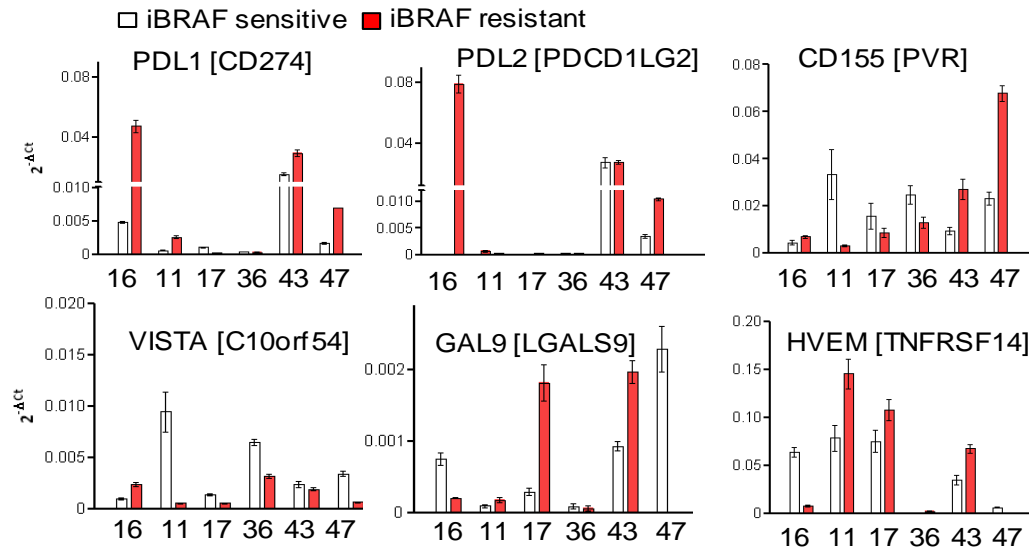 iBRAF sensitive iBRAF resistant
PDL1 [CD274]
2^-ΔCt
0.08
0.04
0.010
0.005
0
16 11 17 36 43 47
PDL2 [PDCD1LG2]
0.08
0.04
0.010
0.005
0
16 11 17 36 43 47
CD155 [PVR]
0.08
0.06
0.04
0.02
0
16 11 17 36 43 47
VISTA [C10orf54]
2^-ΔCt
0.020
0.015
0.010
0.005
0
16 11 17 36 43 47
GAL9 [LGALS9]
0.002
0.001
0
16 11 17 36 43 47
HVEM [TNFRSF14]
0.20
0.15
0.10
0.05
0
16 11 17 36 43 47